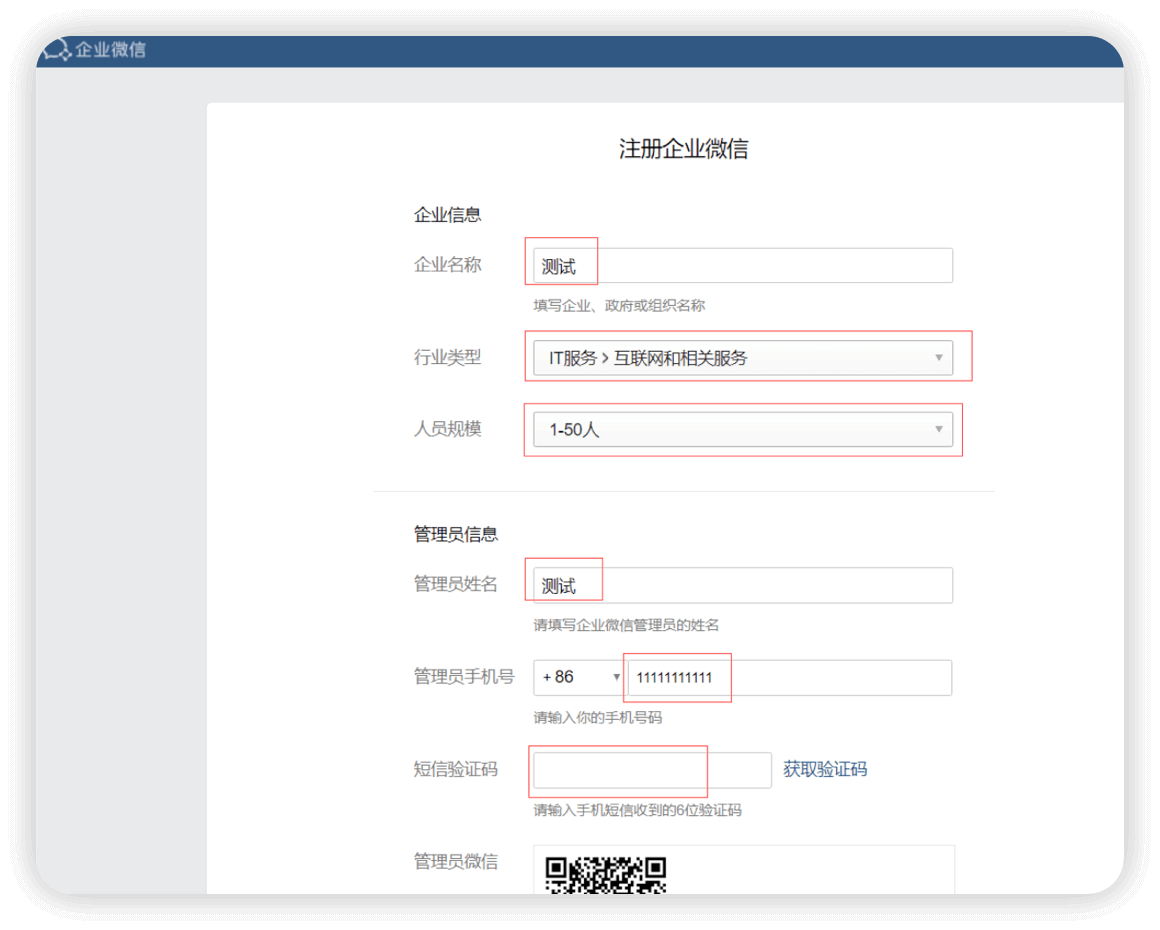 企业微信
注册企业微信
企业信息
企业名称 测试
填写企业、政府或组织名称
行业类型 IT服务 > 互联网和相关服务
人员规模 1-50人
管理员信息
管理员姓名 测试
请填写企业微信管理员的姓名
管理员手机号 + 86 11111111111
请输入你的手机号码
短信验证码 获取验证码
请输入手机短信收到的6位验证码
管理员微信